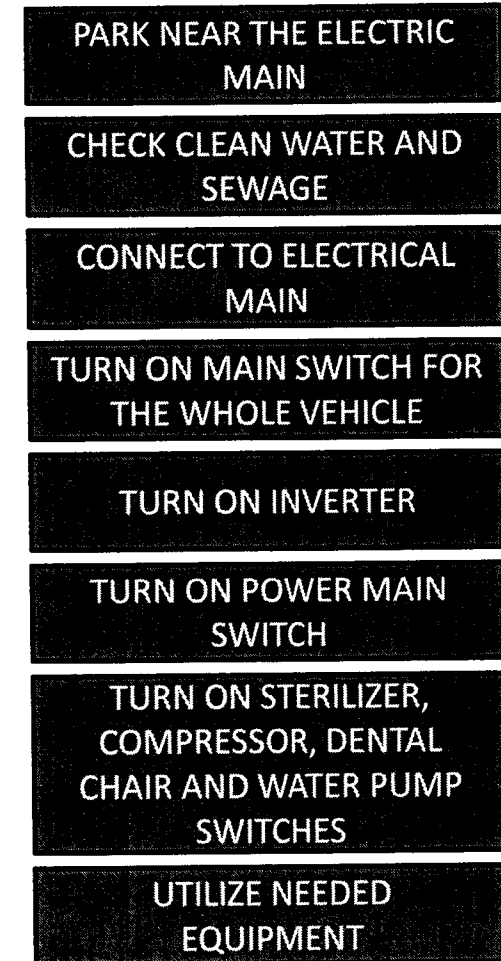 PARK NEAR THE ELECTRIC
MAIN
CHECK CLEAN WATER AND
SEWAGE
CONNECT TO ELECTRICAL
MAIN
TURN ON MAIN SWITCH FOR
THE WHOLE VEHICLE
TURN ON INVERTER
TURN ON POWER MAIN
SWITCH
TURN ON STERILIZER,
COMPRESSOR, DENTAL
CHAIR AND WATER PUMP
SWITCHES
UTILIZE NEEDED
EQUIPMENT